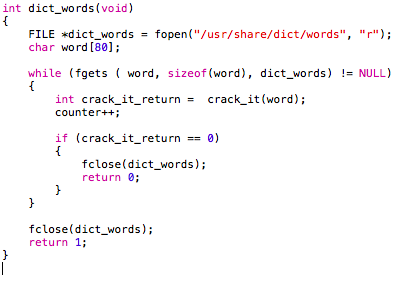 int dict_words(void)
{
    FILE *dict_words = fopen("/usr/share/dict/words", "r");
    char word[80];

    while (fgets ( word, sizeof(word), dict_words) != NULL)
    {
        int crack_it_return =  crack_it(word);
        counter++;

        if (crack_it_return == 0)
        {
            fclose(dict_words);
            return 0;
        }
    }

    fclose(dict_words);
    return 1;
}